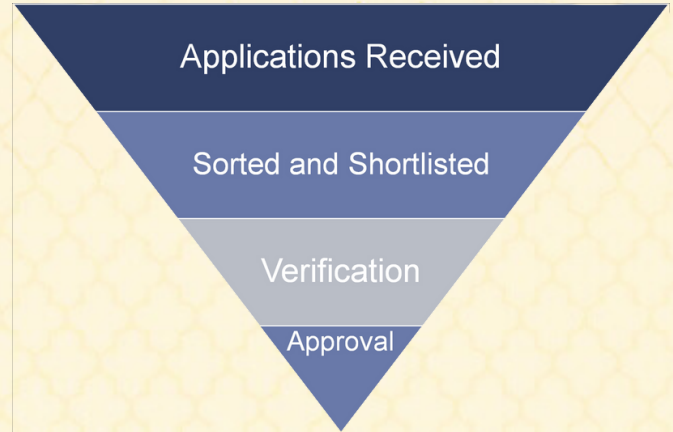 Applications Received
Sorted and Shortlisted
Verification
Approval